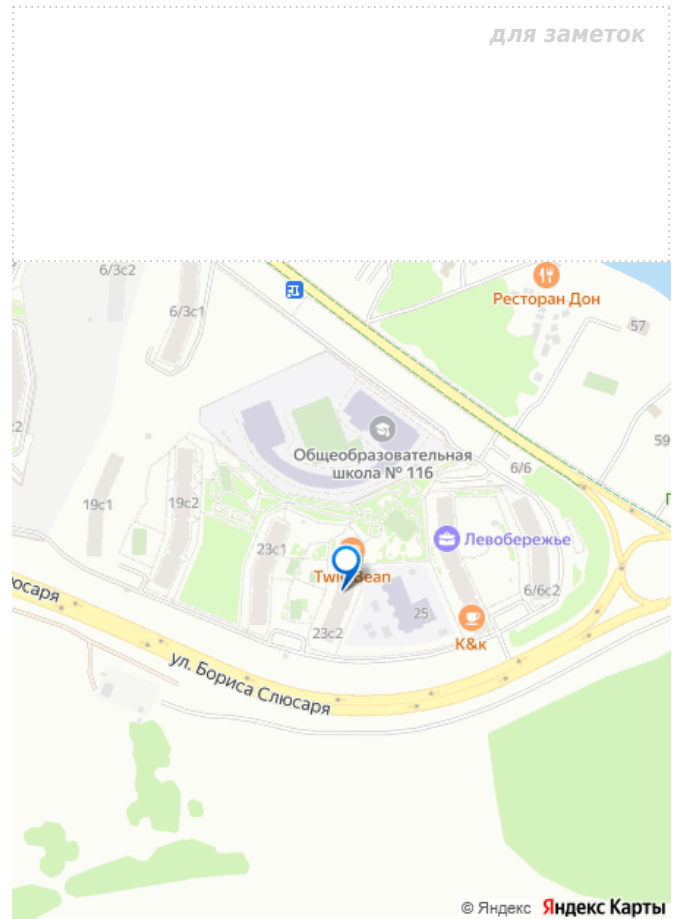 для заметок
6/3с2
Ресторан Дон
6/3с1
57
Общеобразовательная
школа № 116
59
6/6
19с1
19с2
Левобережье
23с1
6/6с2
25
23с2
К&к
ул. Бориса Слюсаря
© Яндекс Яндекс Карты